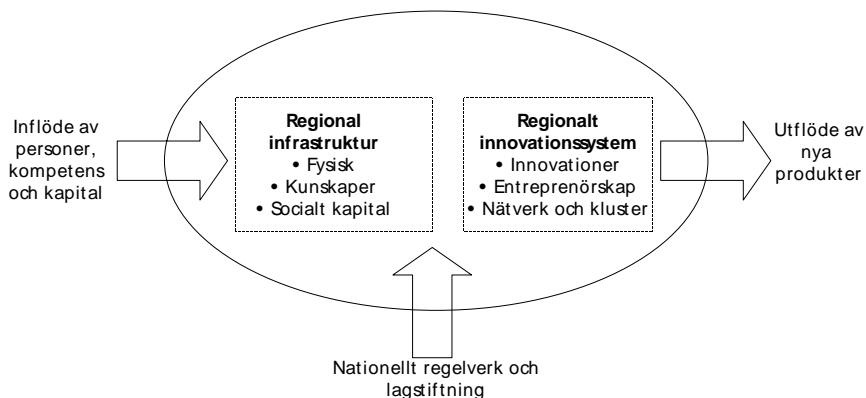 Inflöde av
personer,
kompetens
och kapital
Regional
infrastruktur
• Fysisk
• Kunskaper
• Socialt kapital
Regionalt
innovationssystem
• Innovationer
• Entreprenörskap
• Nätverk och kluster
Utflöde av
nya
produkter
Nationellt regelverk och
lagstiftning